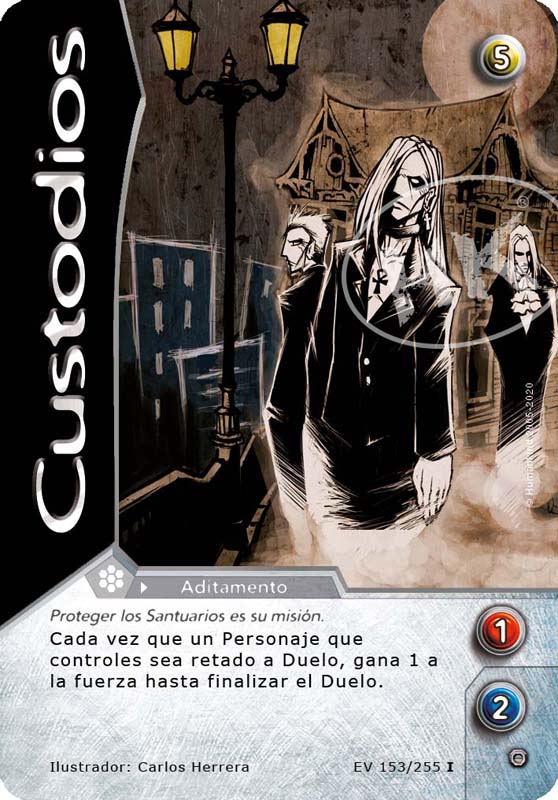 Custodios
5
Aditamento
Proteger los Santuarios es su misión.
Cada vez que un Personaje que
controles sea retado a Duelo, gana 1 a
la fuerza hasta finalizar el Duelo.
1
2
Ilustrador: Carlos Herrera
EV 153/255 I